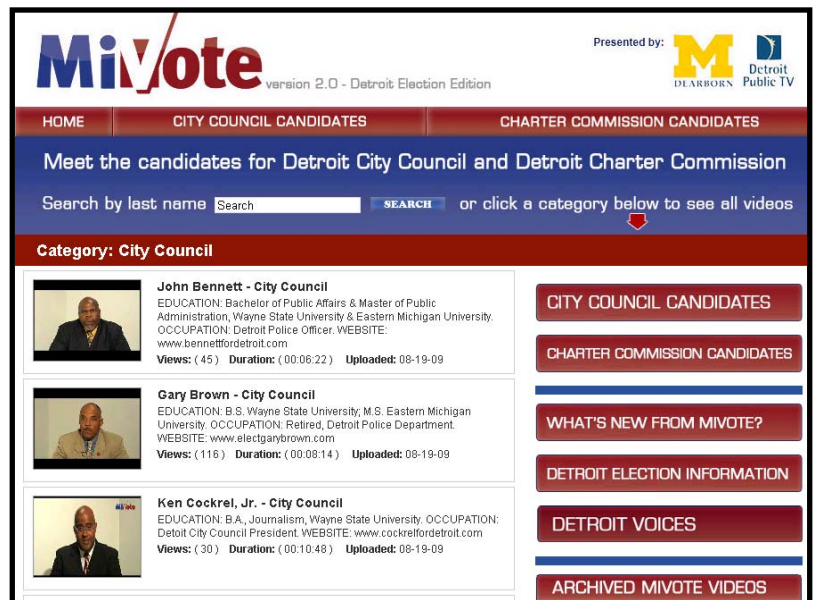 MiVote version 2.0 - Detroit Election Edition
Presented by:
M
DEARBORN
Detroit
Public TV
HOME CITY COUNCIL CANDIDATES CHARTER COMMISSION CANDIDATES
Meet the candidates for Detroit City Council and Detroit Charter Commission
Search by last name Search SEARCH or click a category below to see all videos
Category: City Council
John Bennett - City Council
EDUCATION: Bachelor of Public Affairs & Master of Public
Administration, Wayne State University & Eastern Michigan University.
OCCUPATION: Detroit Police Officer. WEBSITE:
www.bennettfordetroit.com
Views: ( 45 ) Duration: ( 00:06:22 ) Uploaded: 08-19-09
Gary Brown - City Council
EDUCATION: B.S. Wayne State University; M.S. Eastern Michigan
University. OCCUPATION: Retired, Detroit Police Department.
WEBSITE: www.electgarybrown.com
Views: ( 116 ) Duration: ( 00:08:14 ) Uploaded: 08-19-09
MiVote
Ken Cockrel, Jr. - City Council
EDUCATION: B.A., Journalism, Wayne State University. OCCUPATION:
Detoit City Council President. WEBSITE: www.cockrelfordetroit.com
Views: ( 30 ) Duration: ( 00:10:48 ) Uploaded: 08-19-09
CITY COUNCIL CANDIDATES
CHARTER COMMISSION CANDIDATES
WHAT'S NEW FROM MIVOTE?
DETROIT ELECTION INFORMATION
DETROIT VOICES
ARCHIVED MIVOTE VIDEOS